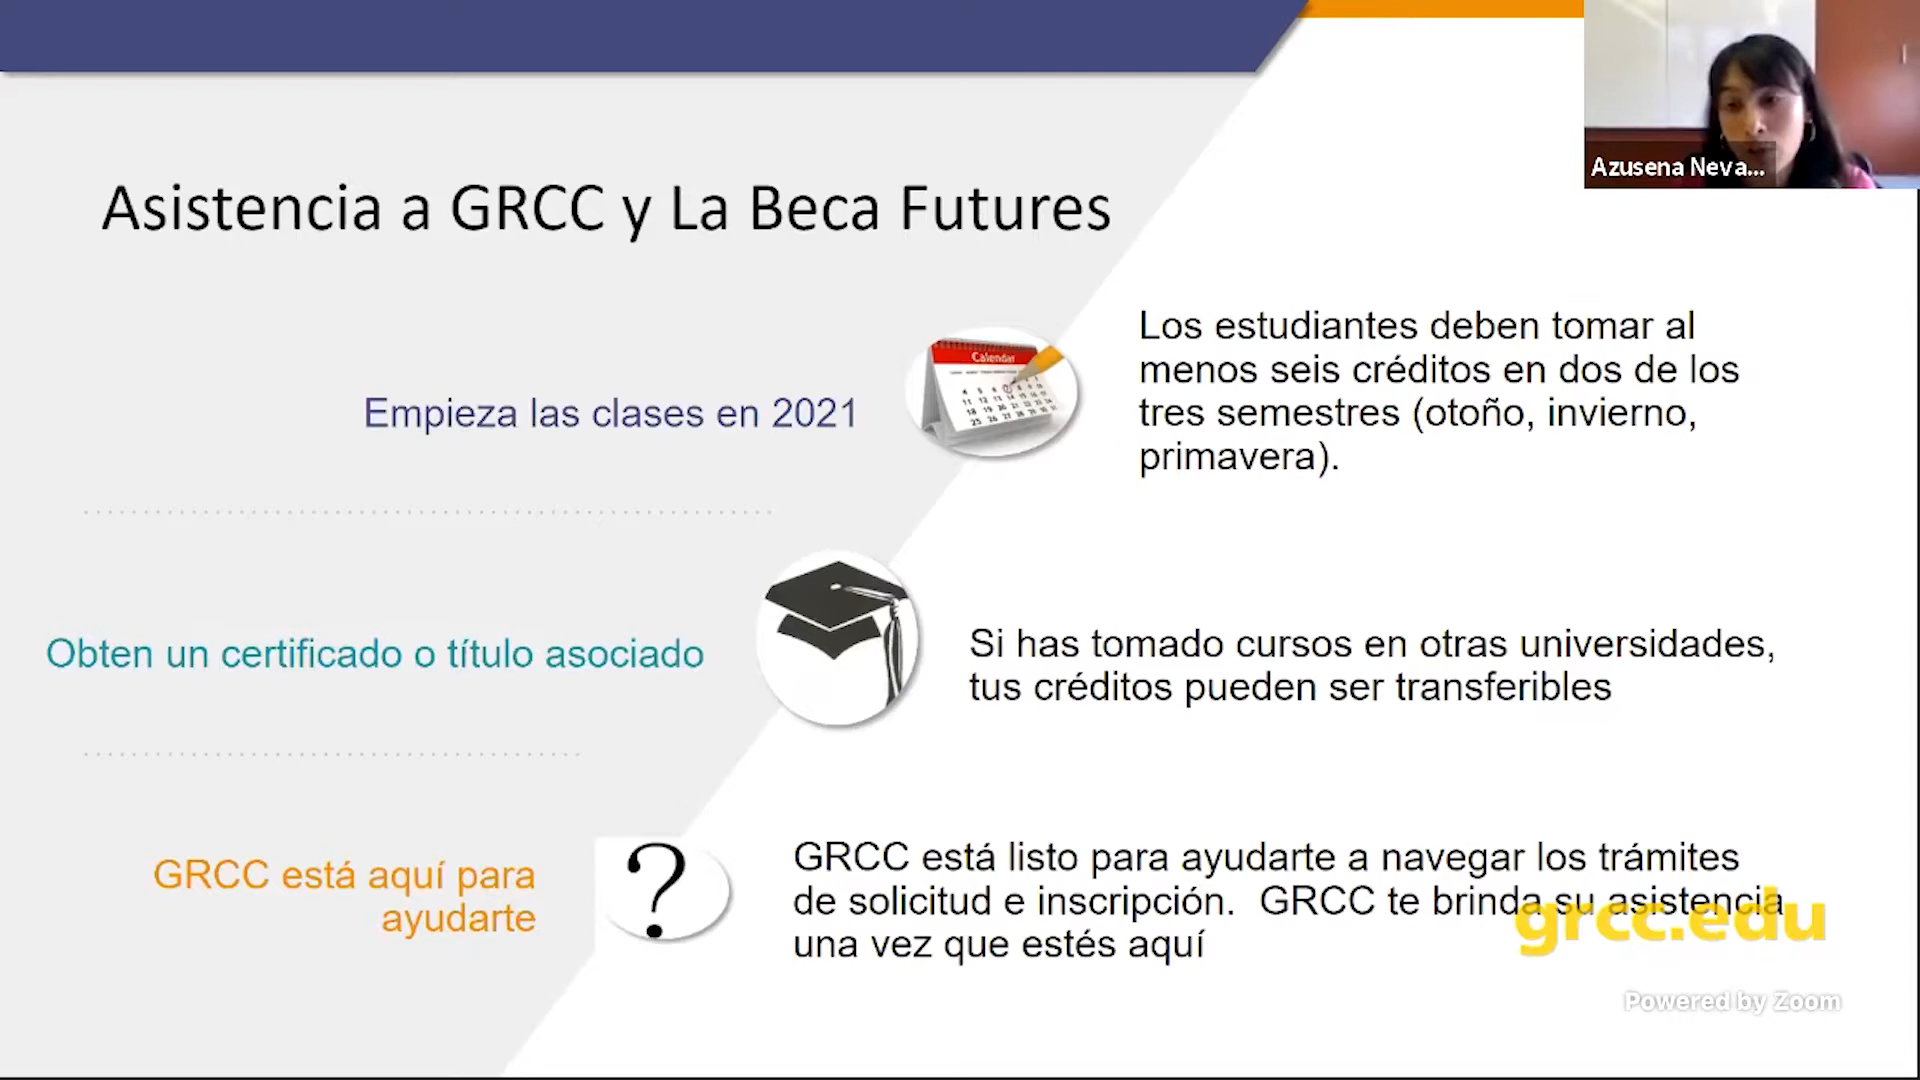 Azusena Neva...
Asistencia a GRCC y La Beca Futures
Empieza las clases en 2021
Calendar
Los estudiantes deben tomar al
menos seis créditos en dos de los
tres semestres (otoño, invierno,
primavera).
Obten un certificado o título asociado
Si has tomado cursos en otras universidades,
tus créditos pueden ser transferibles
GRCC está aquí para
ayudarte
?
GRCC está listo para ayudarte a navegar los trámites
de solicitud e inscripción.  GRCC te brinda su asistencia
una vez que estés aquí
grcc.edu
Powered by Zoom